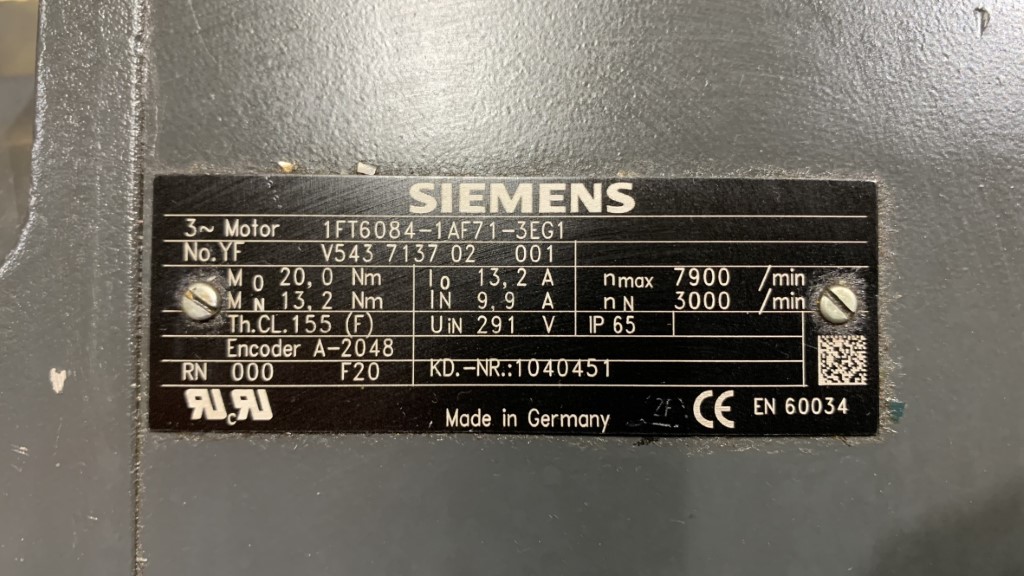 SIEMENS
3~ Motor 1FT6084-1AF71-3EG1
No.YF V543 7137 02 001
M0 20,0 Nm I0 13,2 A nmax 7900 /min
MN 13,2 Nm IN 9,9 A nN 3000 /min
Th.CL.155 (F) UIN 291 V IP 65
Encoder A-2048
RN 000 F20 KD.-NR.:1040451
Made in Germany 2F CE EN 60034